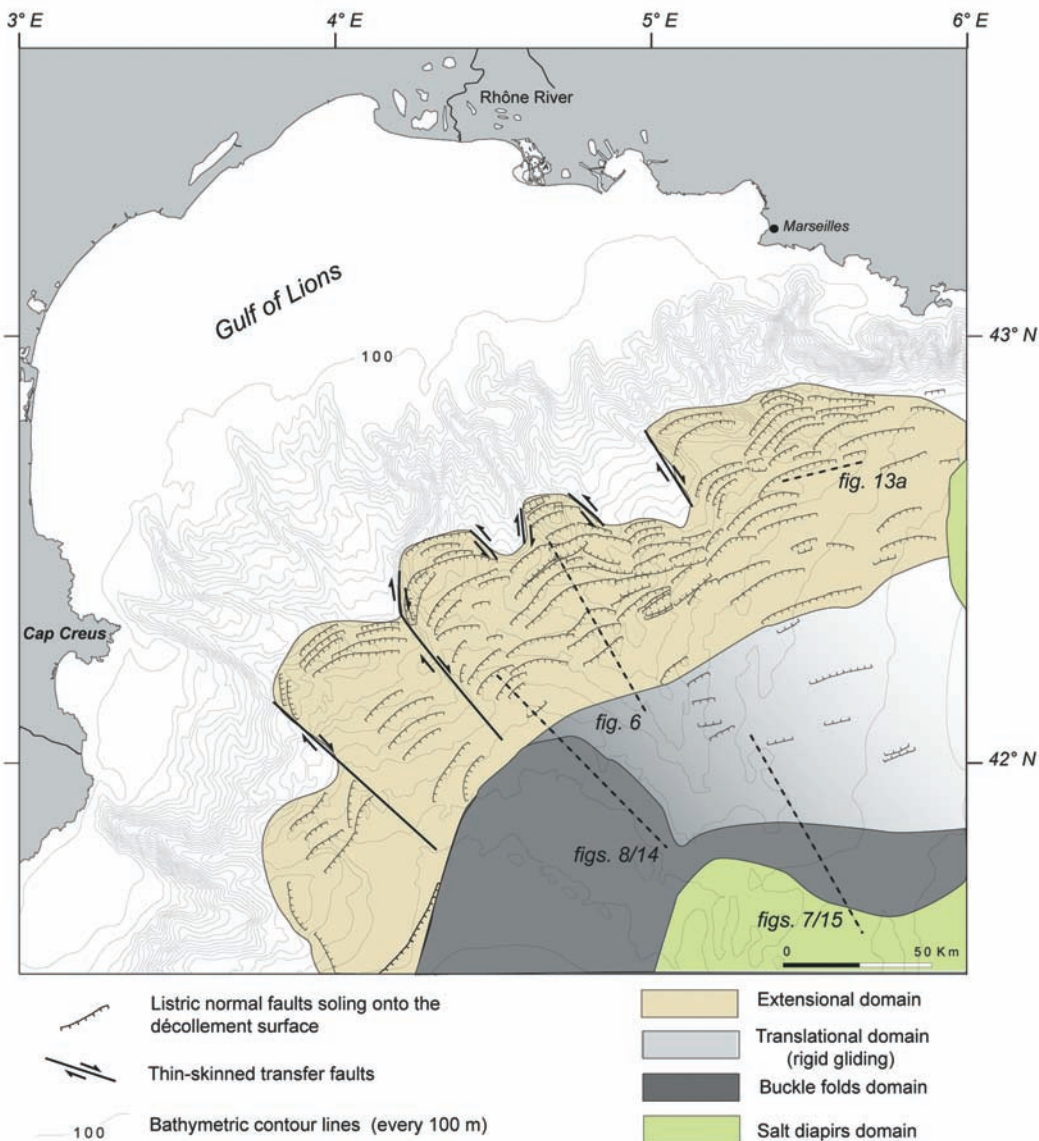 3° E
4° E
5° E
6° E
Rhône River
Marseilles
Gulf of Lions
43° N
100
fig. 13a
Cap Creus
fig. 6
42° N
figs. 8/14
figs. 7/15
0 50 Km
Listric normal faults soling onto the
décollement surface
Thin-skinned transfer faults
100 Bathymetric contour lines (every 100 m)
Extensional domain
Translational domain
(rigid gliding)
Buckle folds domain
Salt diapirs domain